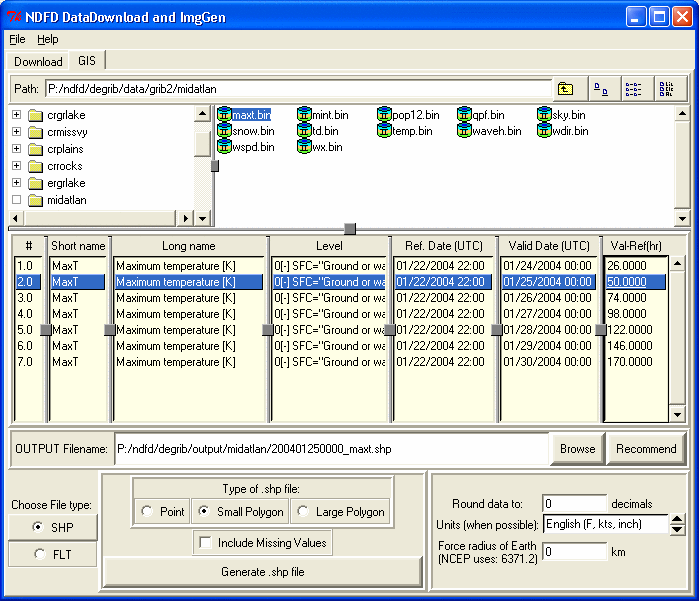 NDFD DataDownload and ImgGen
File Help
Download GIS
Path: P:/ndfd/degrib/data/grib2/midatlan
crgrlake
crmissvy
crplains
crrocks
ergrlake
midatlan
maxt.bin mint.bin pop12.bin qpf.bin sky.bin
snow.bin td.bin temp.bin waveh.bin wdir.bin
wspd.bin wx.bin
# Short name Long name Level Ref. Date (UTC) Valid Date (UTC) Val-Ref(hr)
1.0 MaxT Maximum temperature [K] 0[-] SFC="Ground or wa 01/22/2004 22:00 01/24/2004 00:00 26.0000
2.0 MaxT Maximum temperature [K] 0[-] SFC="Ground or wa 01/22/2004 22:00 01/25/2004 00:00 50.0000
3.0 MaxT Maximum temperature [K] 0[-] SFC="Ground or wa 01/22/2004 22:00 01/26/2004 00:00 74.0000
4.0 MaxT Maximum temperature [K] 0[-] SFC="Ground or wa 01/22/2004 22:00 01/27/2004 00:00 98.0000
5.0 MaxT Maximum temperature [K] 0[-] SFC="Ground or wa 01/22/2004 22:00 01/28/2004 00:00 122.0000
6.0 MaxT Maximum temperature [K] 0[-] SFC="Ground or wa 01/22/2004 22:00 01/29/2004 00:00 146.0000
7.0 MaxT Maximum temperature [K] 0[-] SFC="Ground or wa 01/22/2004 22:00 01/30/2004 00:00 170.0000
OUTPUT Filename: P:/ndfd/degrib/output/midatlan/200401250000_maxt.shp Browse Recommend
Choose File type:
SHP
FLT
Type of .shp file:
Point Small Polygon Large Polygon
Include Missing Values
Generate .shp file
Round data to: 0 decimals
Units (when possible): English (F, kts, inch)
Force radius of Earth
(NCEP uses: 6371.2) 0 km